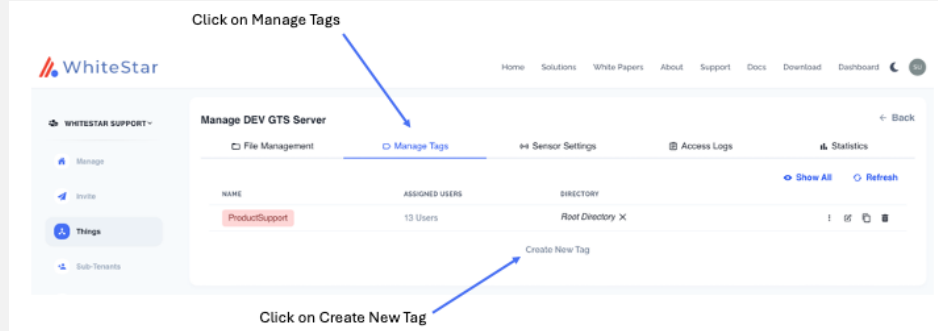 Click on Manage Tags
WhiteStar
Home Solutions White Papers About Support Docs Download Dashboard SU
WHITESTAR SUPPORT
Manage DEV GTS Server
← Back
File Management Manage Tags Sensor Settings Access Logs Statistics
Manage
Show All Refresh
Invite
NAME ASSIGNED USERS DIRECTORY
ProductSupport 13 Users Root Directory X
Things
Create New Tag
Sub-Tenants
Click on Create New Tag